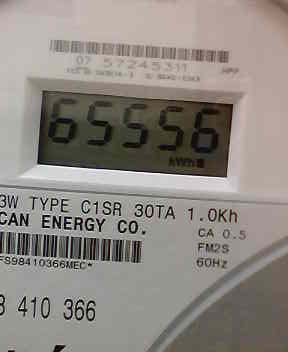 07 57245311
65556
kWh
3W TYPE C1SR 30TA 1.0Kh
CAN ENERGY CO.
CA 0.5
FM2S
60Hz
FS98410366MEC*
8 410 366